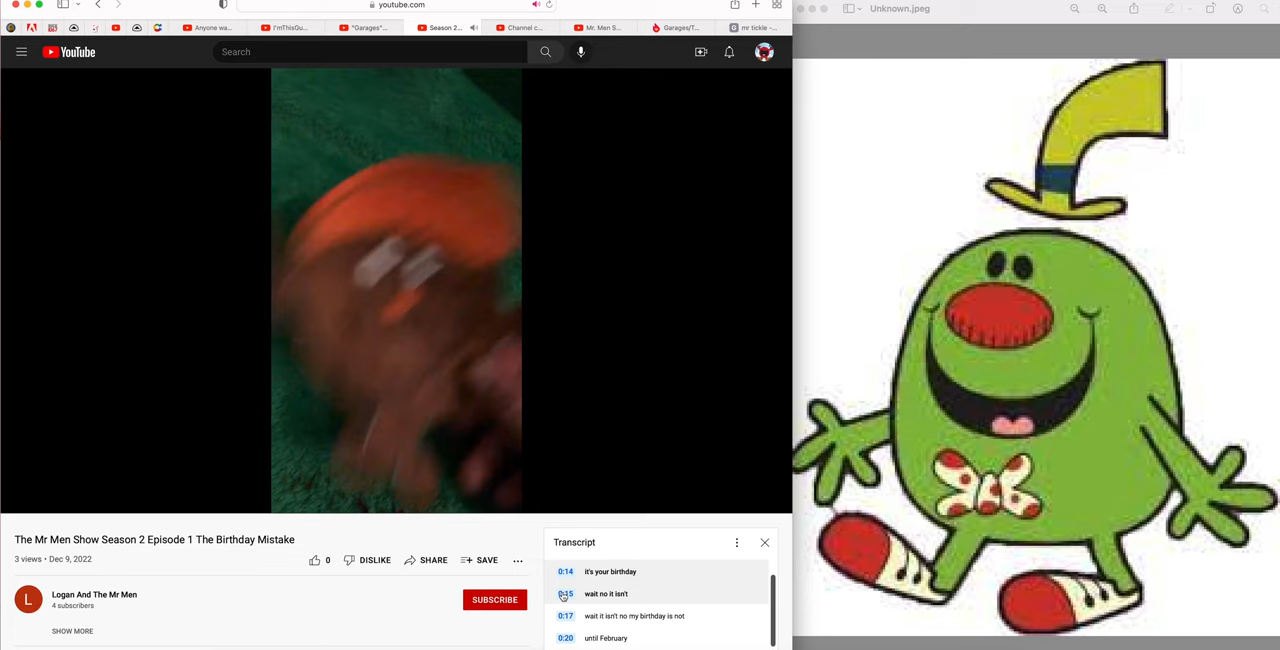 youtube.com
Unknown.jpeg
Anyone wa...
I'mThisGu...
"Garages"...
Season 2...
Channel c...
Mr. Men S...
Garages/T...
mr tickle -...
YouTube
Search
The Mr Men Show Season 2 Episode 1 The Birthday Mistake
3 views • Dec 9, 2022
0
DISLIKE
SHARE
SAVE
L
Logan And The Mr Men
4 subscribers
SUBSCRIBE
SHOW MORE
Transcript
0:14 it's your birthday
0:15 wait no it isn't
0:17 wait it isn't no my birthday is not
0:20 until February